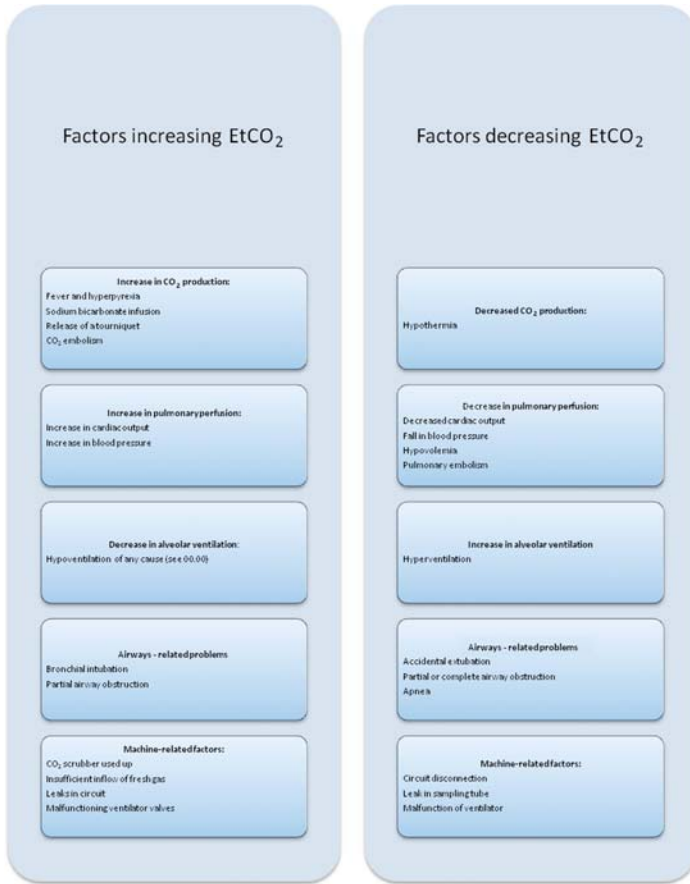 Factors increasing EtCO₂
Increase in CO₂ production:
Fever and hyperpyrexia
Sodium bicarbonate infusion
Release of a tourniquet
CO₂ embolism
Increase in pulmonary perfusion:
Increase in cardiac output
Increase in blood pressure
Decrease in alveolar ventilation:
Hypoventilation of any cause (see 00.00)
Airways - related problems
Bronchial intubation
Partial airway obstruction
Machine-related factors:
CO₂ scrubber used up
Insufficient inflow of fresh gas
Leaks in circuit
Malfunctioning ventilator valves
Factors decreasing EtCO₂
Decreased CO₂ production:
Hypothermia
Decrease in pulmonary perfusion:
Decreased cardiac output
Fall in blood pressure
Hypovolemia
Pulmonary embolism
Increase in alveolar ventilation
Hyperventilation
Airways - related problems
Accidental extubation
Partial or complete airway obstruction
Apnea
Machine-related factors:
Circuit disconnection
Leak in sampling tube
Malfunction of ventilator